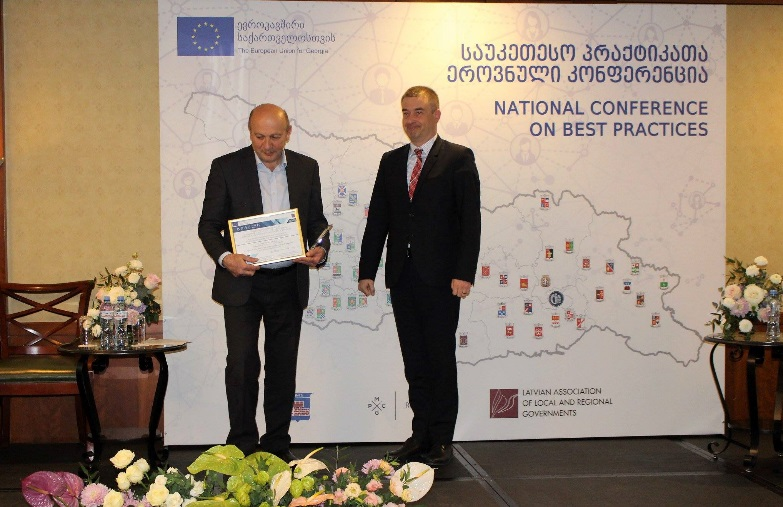 ევროკავშირი
საქართველოსთვის
The European Union for Georgia
საუკეთესო პრაქტიკათა
ეროვნული კონფერენცია
NATIONAL CONFERENCE
ON BEST PRACTICES
M
P C
O
LATVIAN ASSOCIATION
OF LOCAL AND REGIONAL
GOVERNMENTS